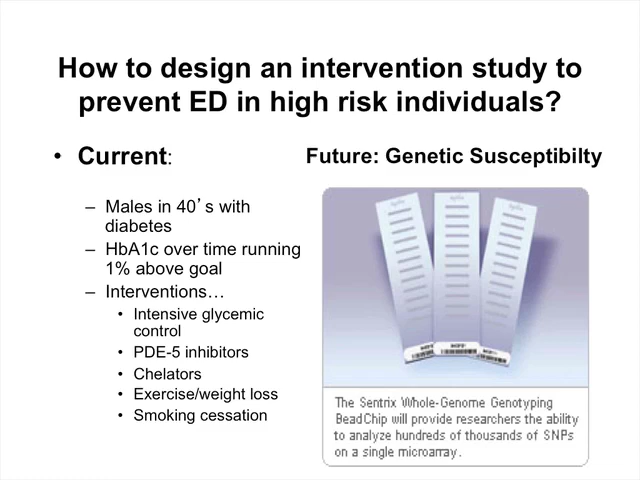 How to design an intervention study to
prevent ED in high risk individuals?
• Current:
– Males in 40’s with
diabetes
– HbA1c over time running
1% above goal
– Interventions…
• Intensive glycemic
control
• PDE-5 inhibitors
• Chelators
• Exercise/weight loss
• Smoking cessation
Future: Genetic Susceptibilty
The Sentrix Whole-Genome Genotyping
BeadChip will provide researchers the ability
to analyze hundreds of thousands of SNPs
on a single microarray.